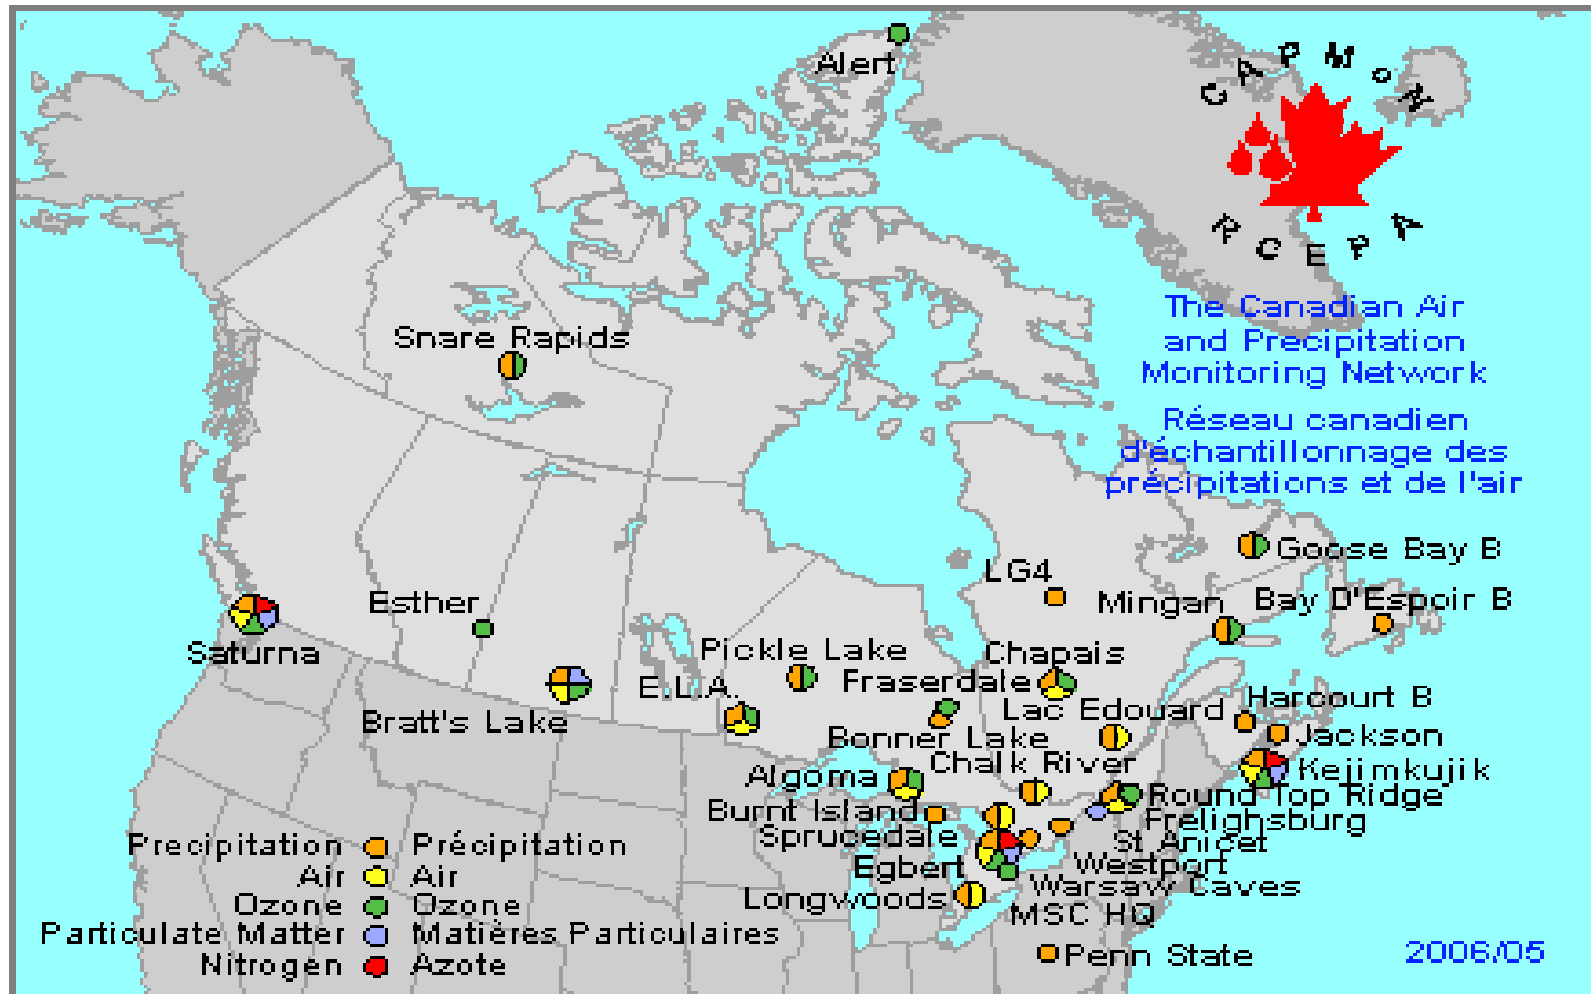 Alert
CAPMoN
RCEPA
The Canadian Air
and Precipitation
Monitoring Network
Réseau canadien
d'échantillonnage des
précipitations et de l'air
Snare Rapids
Goose Bay B
LG4
Esther
Mingan
Bay D'Espoir B
Saturna
Pickle Lake
Chapais
E.L.A.
Fraserdale
Bratt's Lake
Lac Edouard
Harcourt B
Bonner Lake
Jackson
Chalk River
Kejimkujik
Algoma
Round Top Ridge
Burnt Island
Frelighsburg
Sprucedale
St Anicet
Egbert
Westport
Longwoods
Warsaw Caves
MSC HQ
Penn State
Precipitation Précipitation
Air Air
Ozone Ozone
Particulate Matter Matières Particulaires
Nitrogen Azote
2006/05